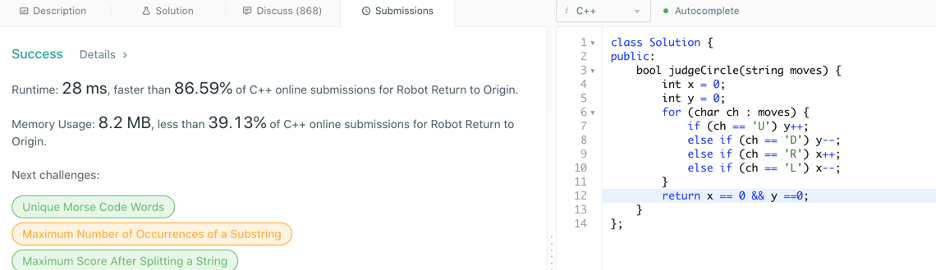 Description Solution Discuss (868) Submissions
i C++ Autocomplete
Success Details ›
Runtime: 28 ms, faster than 86.59% of C++ online submissions for Robot Return to Origin.
Memory Usage: 8.2 MB, less than 39.13% of C++ online submissions for Robot Return to
Origin.
Next challenges:
Unique Morse Code Words
Maximum Number of Occurrences of a Substring
Maximum Score After Splitting a String
1 class Solution {
2 public:
3     bool judgeCircle(string moves) {
4         int x = 0;
5         int y = 0;
6         for (char ch : moves) {
7             if (ch == 'U') y++;
8             else if (ch == 'D') y--;
9             else if (ch == 'R') x++;
10             else if (ch == 'L') x--;
11         }
12         return x == 0 && y ==0;
13     }
14 };